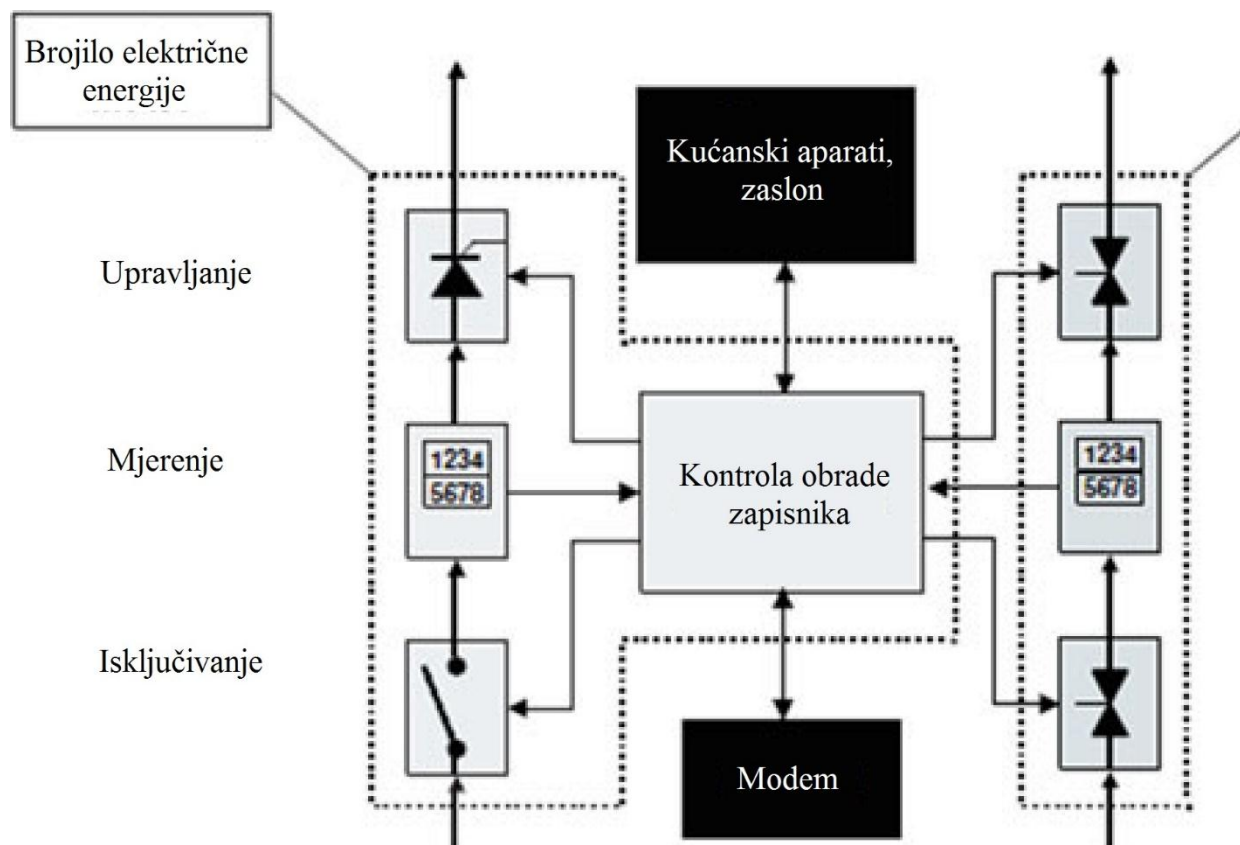 Brojilo električne
energije
Kućanski aparati,
zaslon
Upravljanje
Mjerenje
1234
5678
Kontrola obrade
zapisnika
1234
5678
Isključivanje
Modem